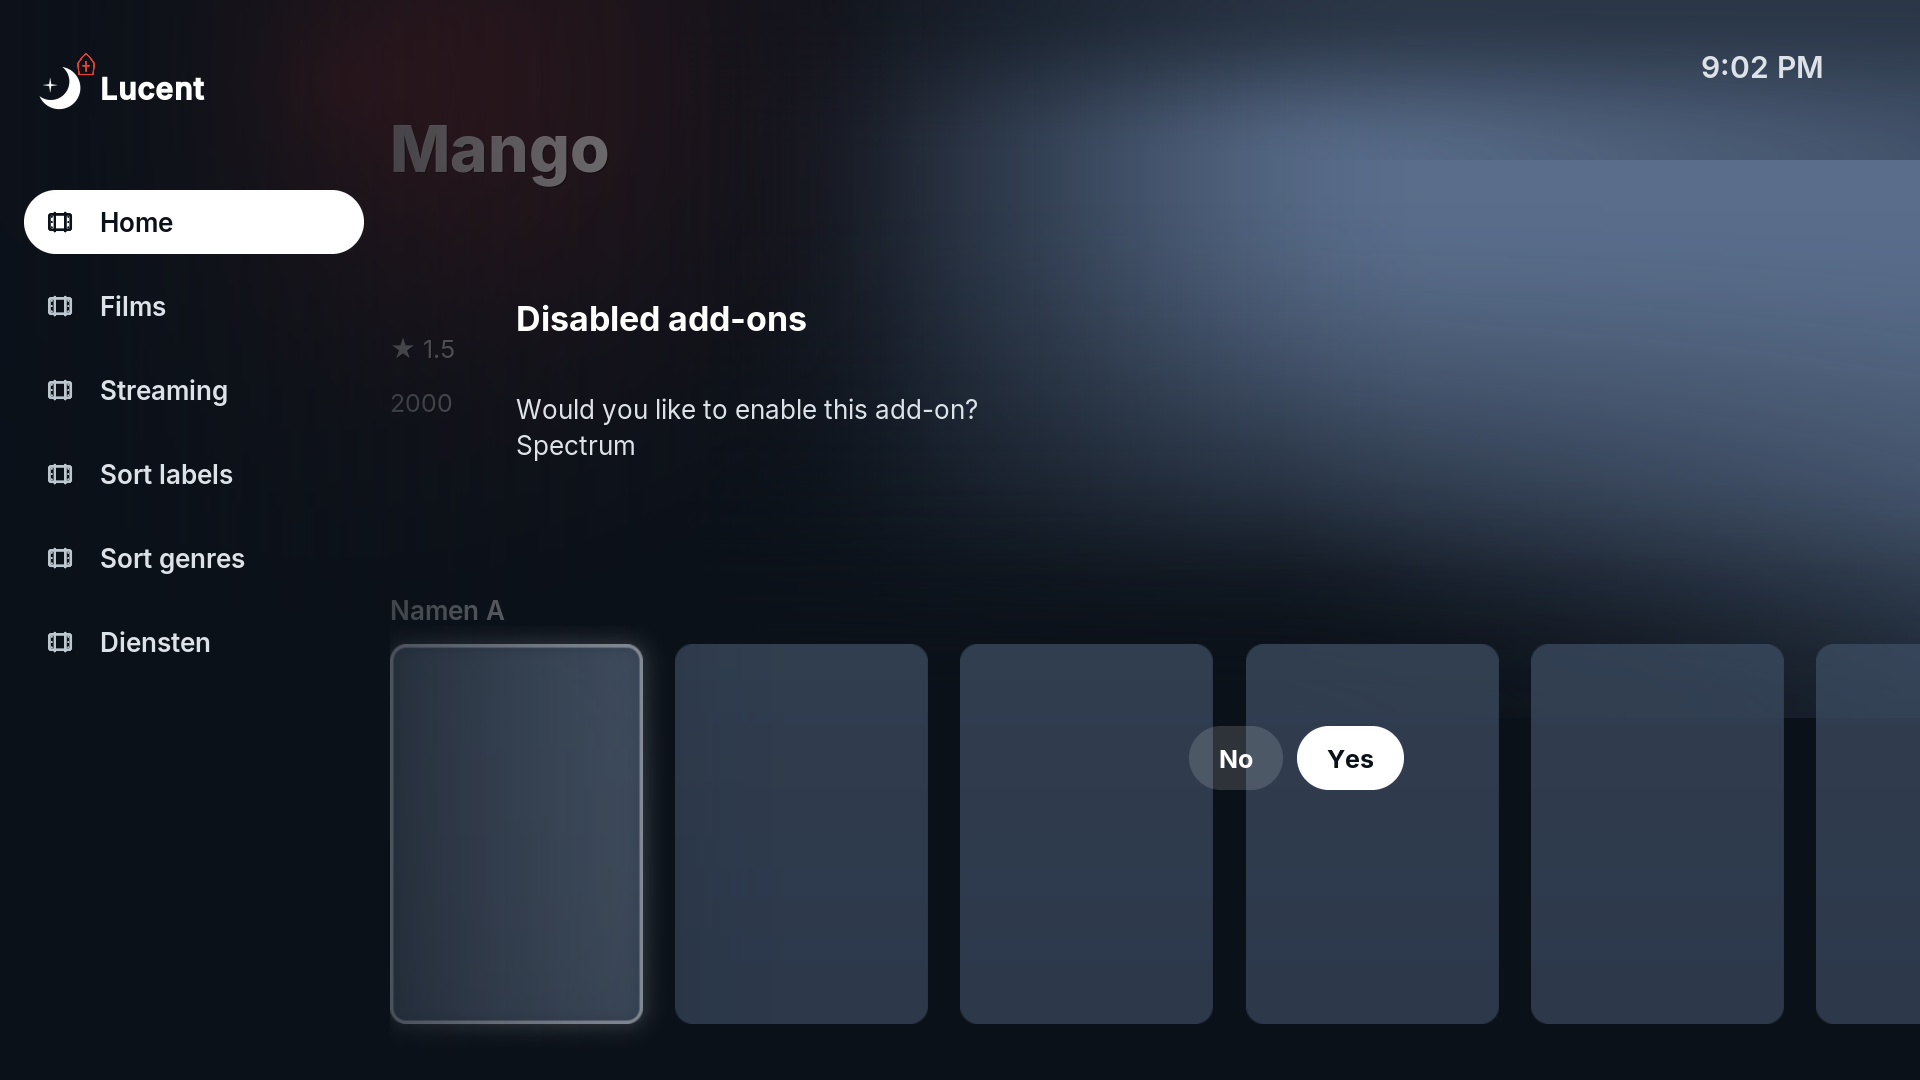 Lucent
9:02 PM
Mango
Home
Films
Streaming
Sort labels
Sort genres
Diensten
★ 1.5
2000
Disabled add-ons
Would you like to enable this add-on?
Spectrum
Namen A
No
Yes